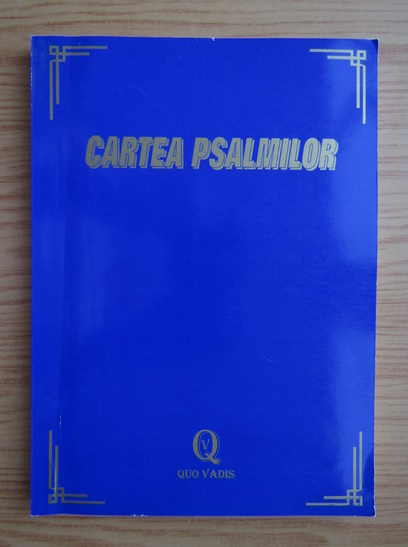 CARTEA PSALMILOR
QV
QUO VADIS